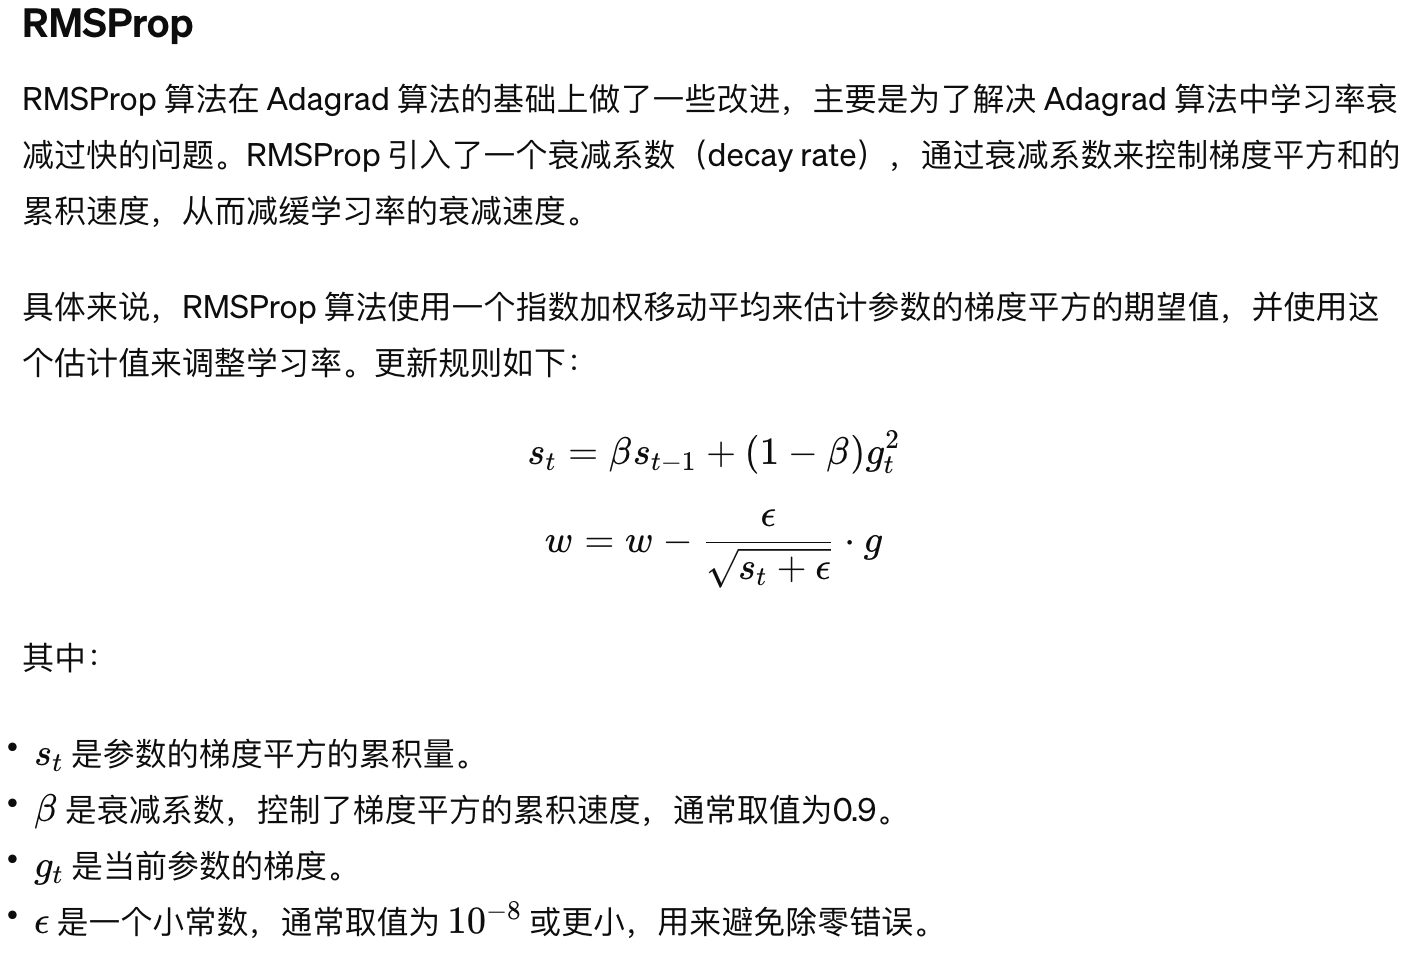 RMSProp
RMSProp 算法在 Adagrad 算法的基础上做了一些改进，主要是为了解决 Adagrad 算法中学习率衰
减过快的问题。RMSProp 引入了一个衰减系数（decay rate），通过衰减系数来控制梯度平方和的
累积速度，从而减缓学习率的衰减速度。
具体来说，RMSProp 算法使用一个指数加权移动平均来估计参数的梯度平方的期望值，并使用这
个估计值来调整学习率。更新规则如下：
$s_t = \beta s_{t-1} + (1 - \beta) g_t^2$
$w = w - \frac{\epsilon}{\sqrt{s_t + \epsilon}} \cdot g$
其中：
• $s_t$ 是参数的梯度平方的累积量。
• $\beta$ 是衰减系数，控制了梯度平方的累积速度，通常取值为0.9。
• $g_t$ 是当前参数的梯度。
• $\epsilon$ 是一个小常数，通常取值为 $10^{-8}$ 或更小，用来避免除零错误。